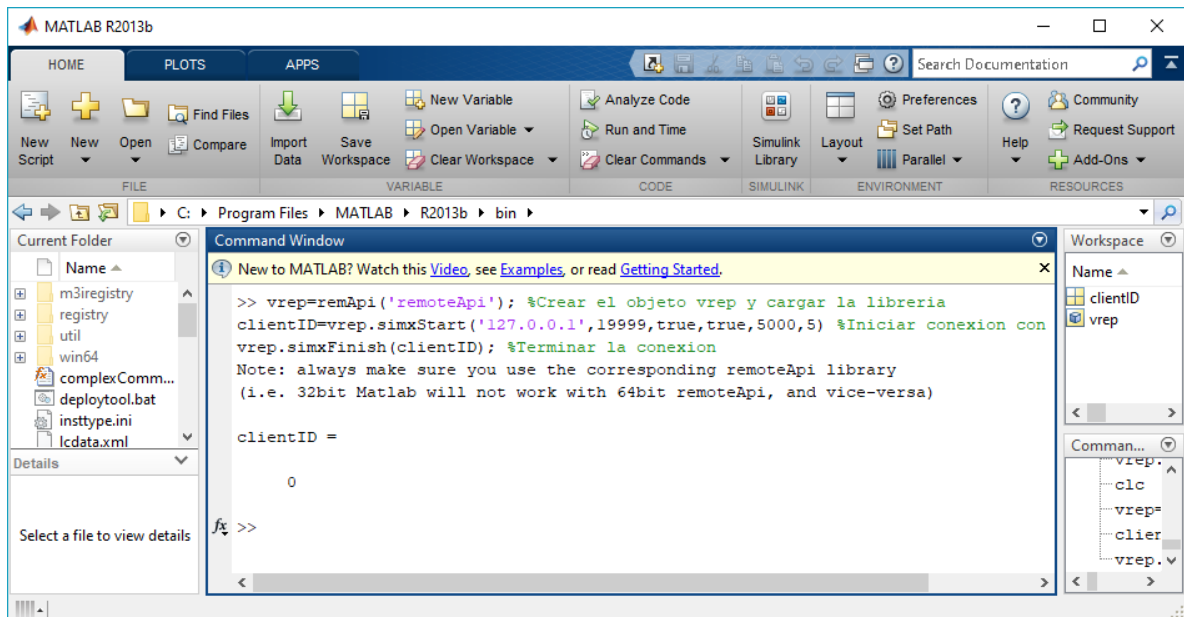 MATLAB R2013b
HOME PLOTS APPS
Search Documentation
New Script
New
Open
Find Files
Compare
Import Data
Save Workspace
New Variable
Open Variable
Clear Workspace
Analyze Code
Run and Time
Clear Commands
Simulink Library
Layout
Preferences
Set Path
Parallel
Help
Community
Request Support
Add-Ons
FILE VARIABLE CODE SIMULINK ENVIRONMENT RESOURCES
C: Program Files MATLAB R2013b bin
Current Folder
Name
m3iregistry
registry
util
win64
complexComm...
deploytool.bat
insttype.ini
lcdata.xml
Details
Select a file to view details
Command Window
New to MATLAB? Watch this Video, see Examples, or read Getting Started.
>> vrep=remApi('remoteApi'); %Crear el objeto vrep y cargar la libreria
clientID=vrep.simxStart('127.0.0.1',19999,true,true,5000,5) %Iniciar conexion con
vrep.simxFinish(clientID); %Terminar la conexion
Note: always make sure you use the corresponding remoteApi library
(i.e. 32bit Matlab will not work with 64bit remoteApi, and vice-versa)
clientID =
0
fx >>
Workspace
Name
clientID
vrep
Comman...
vrep.
clc
vrep=
clier
vrep.